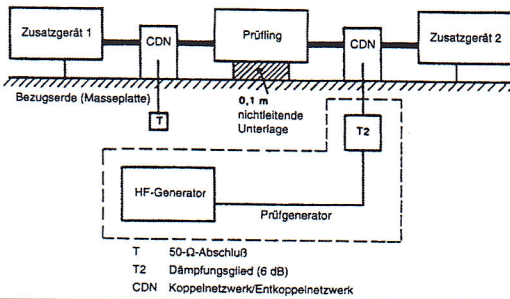 Zusatzgerät 1
CDN
Prüfling
CDN
Zusatzgerät 2
Bezugserde (Masseplatte)
0,1 m
nichtleitende
Unterlage
T
T2
HF-Generator
Prüfgenerator
T 50-Ω-Abschluß
T2 Dämpfungsglied (6 dB)
CDN Koppelnetzwerk/Entkoppelnetzwerk